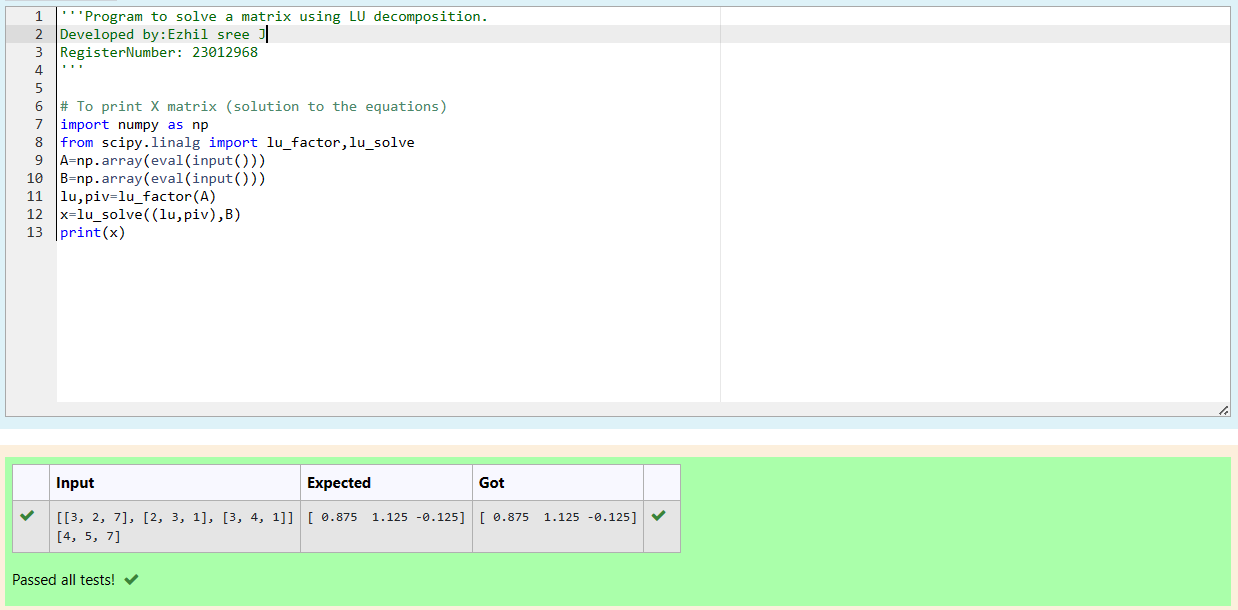 1 '''Program to solve a matrix using LU decomposition.
2 Developed by:Ezhil sree J
3 RegisterNumber: 23012968
4 '''
5
6 # To print X matrix (solution to the equations)
7 import numpy as np
8 from scipy.linalg import lu_factor,lu_solve
9 A=np.array(eval(input()))
10 B=np.array(eval(input()))
11 lu,piv=lu_factor(A)
12 x=lu_solve((lu,piv),B)
13 print(x)
Input Expected Got
[[3, 2, 7], [2, 3, 1], [3, 4, 1]] [ 0.875  1.125 -0.125] [ 0.875  1.125 -0.125]
[4, 5, 7]
Passed all tests!